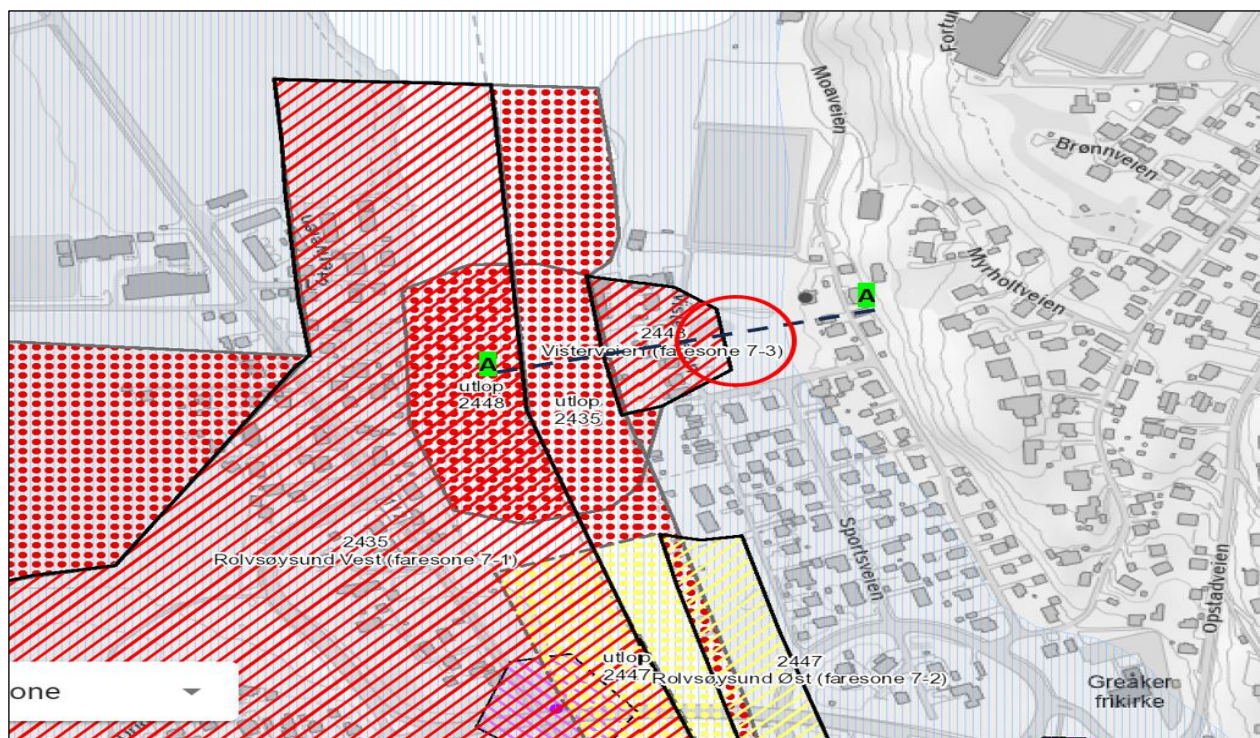 Fortun
Moaveien
Brønnveien
Myrholtveien
A
A
2448
Visterveien (faresone 7-3)
utlop
2448
utlop
2435
2435
Rolvsøysund Vest (faresone 7-1)
Sportsveien
Opstadveien
utlop
2447
2447
Rolvsøysund Øst (faresone 7-2)
Greåker
frikirke
one